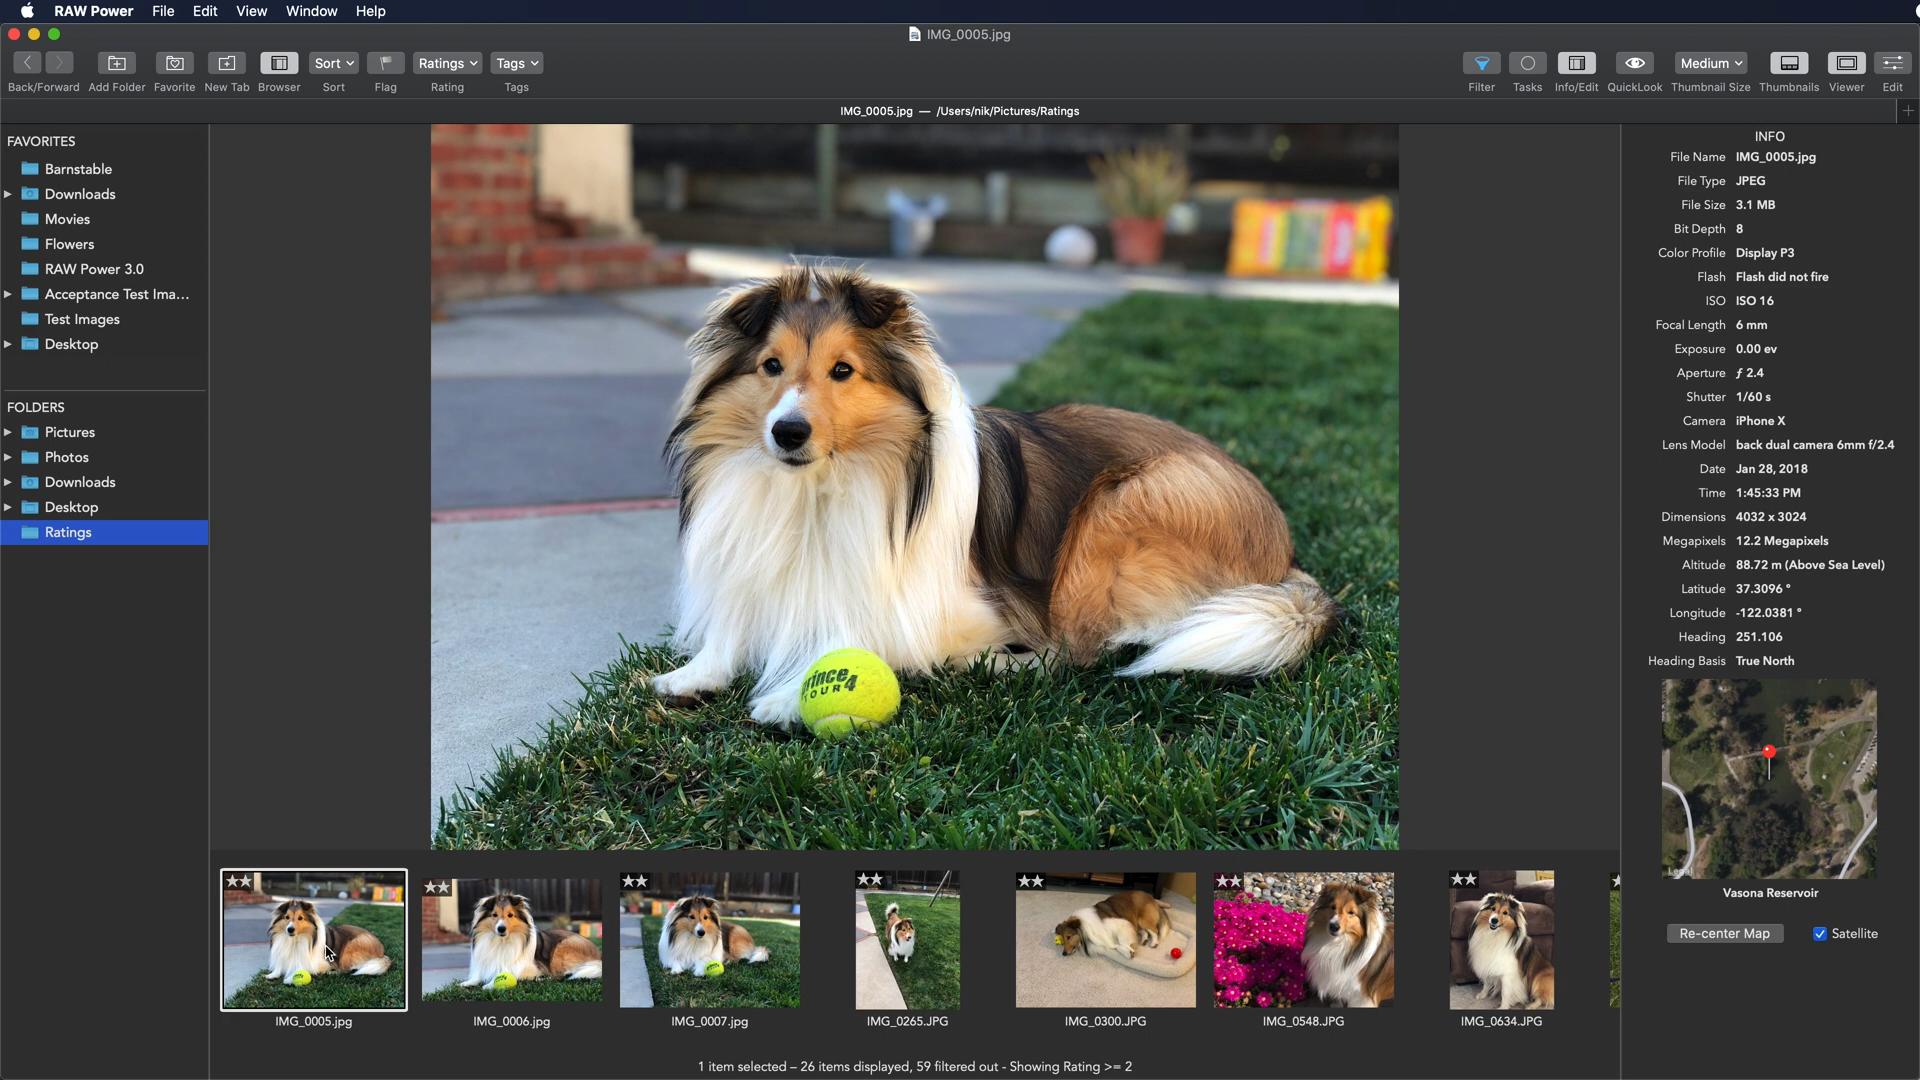 RAW Power File Edit View Window Help
IMG_0005.jpg
Sort Ratings Tags Medium
Back/Forward Add Folder Favorite New Tab Browser Sort Flag Rating Tags Filter Tasks Info/Edit QuickLook Thumbnail Size Thumbnails Viewer Edit
IMG_0005.jpg — /Users/nik/Pictures/Ratings
FAVORITES
Barnstable
Downloads
Movies
Flowers
RAW Power 3.0
Acceptance Test Ima...
Test Images
Desktop
FOLDERS
Pictures
Photos
Downloads
Desktop
Ratings
rince4
TOUR
INFO
File Name IMG_0005.jpg
File Type JPEG
File Size 3.1 MB
Bit Depth 8
Color Profile Display P3
Flash Flash did not fire
ISO ISO 16
Focal Length 6 mm
Exposure 0.00 ev
Aperture ƒ 2.4
Shutter 1/60 s
Camera iPhone X
Lens Model back dual camera 6mm f/2.4
Date Jan 28, 2018
Time 1:45:33 PM
Dimensions 4032 x 3024
Megapixels 12.2 Megapixels
Altitude 88.72 m (Above Sea Level)
Latitude 37.3096 °
Longitude -122.0381 °
Heading 251.106
Heading Basis True North
Legal
Vasona Reservoir
Re-center Map Satellite
IMG_0005.jpg IMG_0006.jpg IMG_0007.jpg IMG_0265.JPG IMG_0300.JPG IMG_0548.JPG IMG_0634.JPG
1 item selected – 26 items displayed, 59 filtered out - Showing Rating >= 2